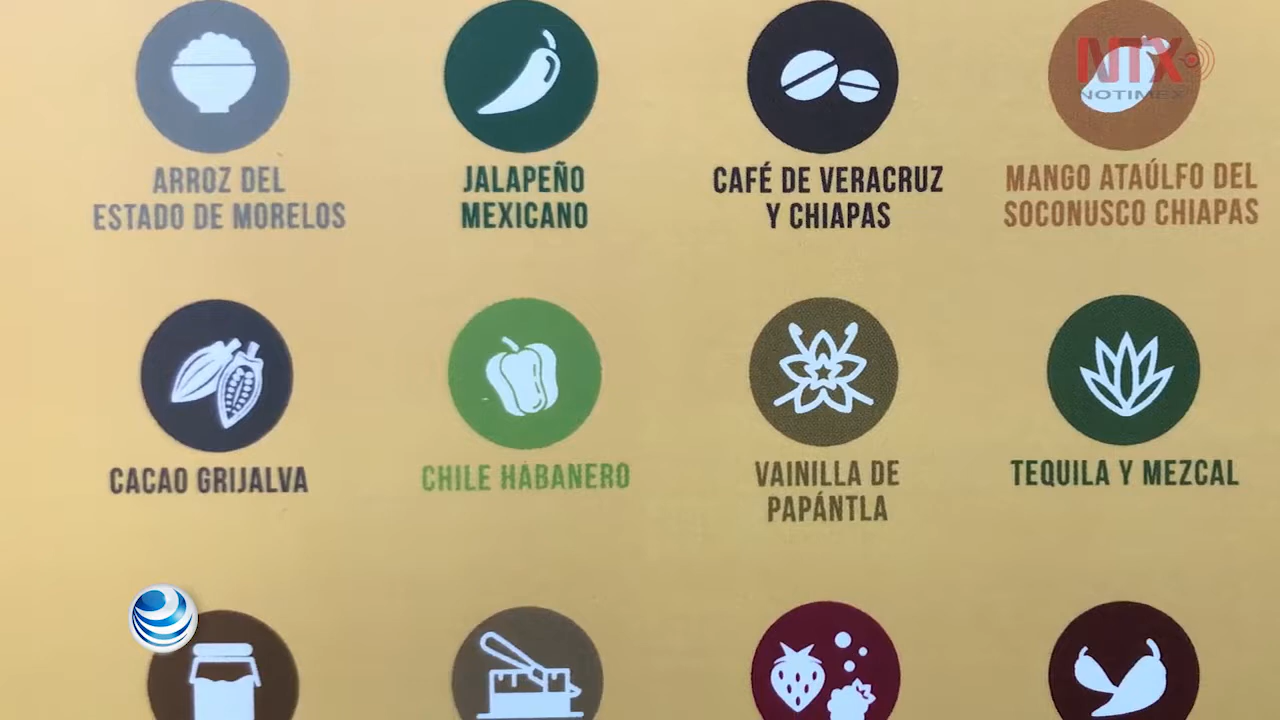 NTX
NOTIMEX
ARROZ DEL
ESTADO DE MORELOS
JALAPEÑO
MEXICANO
CAFÉ DE VERACRUZ
Y CHIAPAS
MANGO ATAÚLFO DEL
SOCONUSCO CHIAPAS
CACAO GRIJALVA
CHILE HABANERO
VAINILLA DE
PAPÁNTLA
TEQUILA Y MEZCAL